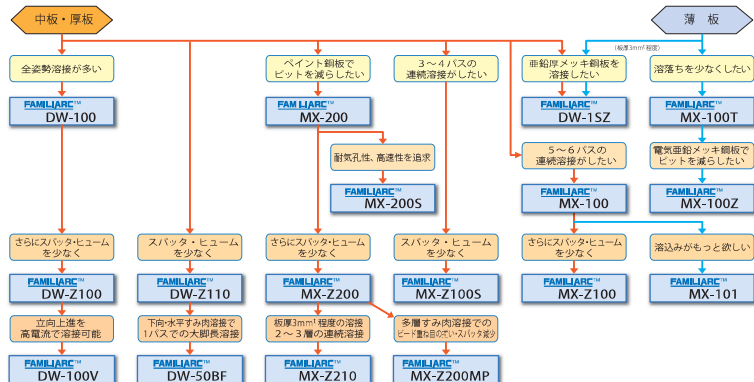 中板・厚板
薄 板
（板厚3mm程度）
全姿勢溶接が多い
ペイント鋼板で
ピットを減らしたい
3～4パスの
連続溶接がしたい
亜鉛厚メッキ鋼板を
溶接したい
溶落ちを少なくしたい
FAMILIARC™
DW-100
FAMILIARC™
MX-200
FAMILIARC™
DW-1SZ
FAMILIARC™
MX-100T
耐気孔性、高速性を追求
5～6パスの
連続溶接がしたい
電気亜鉛メッキ鋼板で
ピットを減らしたい
FAMILIARC™
MX-200S
FAMILIARC™
MX-100
FAMILIARC™
MX-100Z
さらにスパッタ・ヒューム
を少なく
スパッタ・ヒューム
を少なく
さらにスパッタ・ヒューム
を少なく
スパッタ・ヒューム
を少なく
さらにスパッタ・ヒューム
を少なく
溶込みがもっと欲しい
FAMILIARC™
DW-Z100
FAMILIARC™
DW-Z110
FAMILIARC™
MX-Z200
FAMILIARC™
MX-Z100S
FAMILIARC™
MX-Z100
FAMILIARC™
MX-101
立向上進を
高電流で溶接可能
下向・水平すみ肉溶接で
1パスでの大脚長溶接
板厚3mmᵗ程度の溶接
2～3層の連続溶接
多層すみ肉溶接での
ビード重ね目のスパッタ減少
FAMILIARC™
DW-100V
FAMILIARC™
DW-50BF
FAMILIARC™
MX-Z210
FAMILIARC™
MX-Z200MP